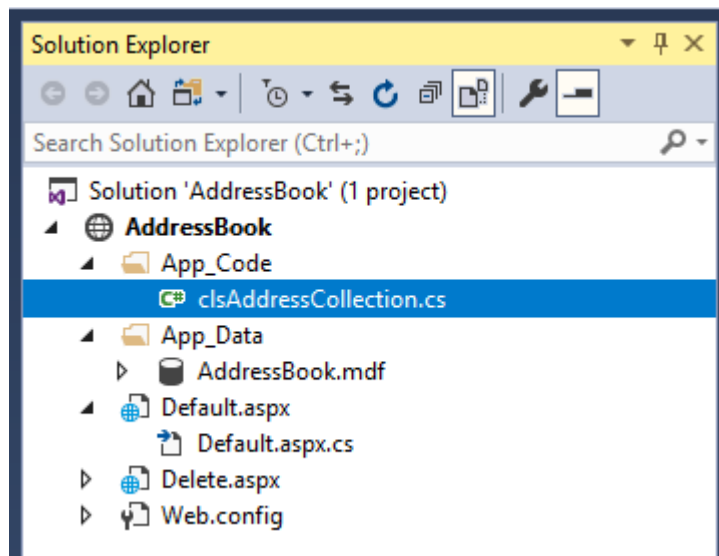 Solution Explorer
Search Solution Explorer (Ctrl+;)
Solution 'AddressBook' (1 project)
AddressBook
App_Code
C# clsAddressCollection.cs
App_Data
AddressBook.mdf
Default.aspx
Default.aspx.cs
Delete.aspx
Web.config